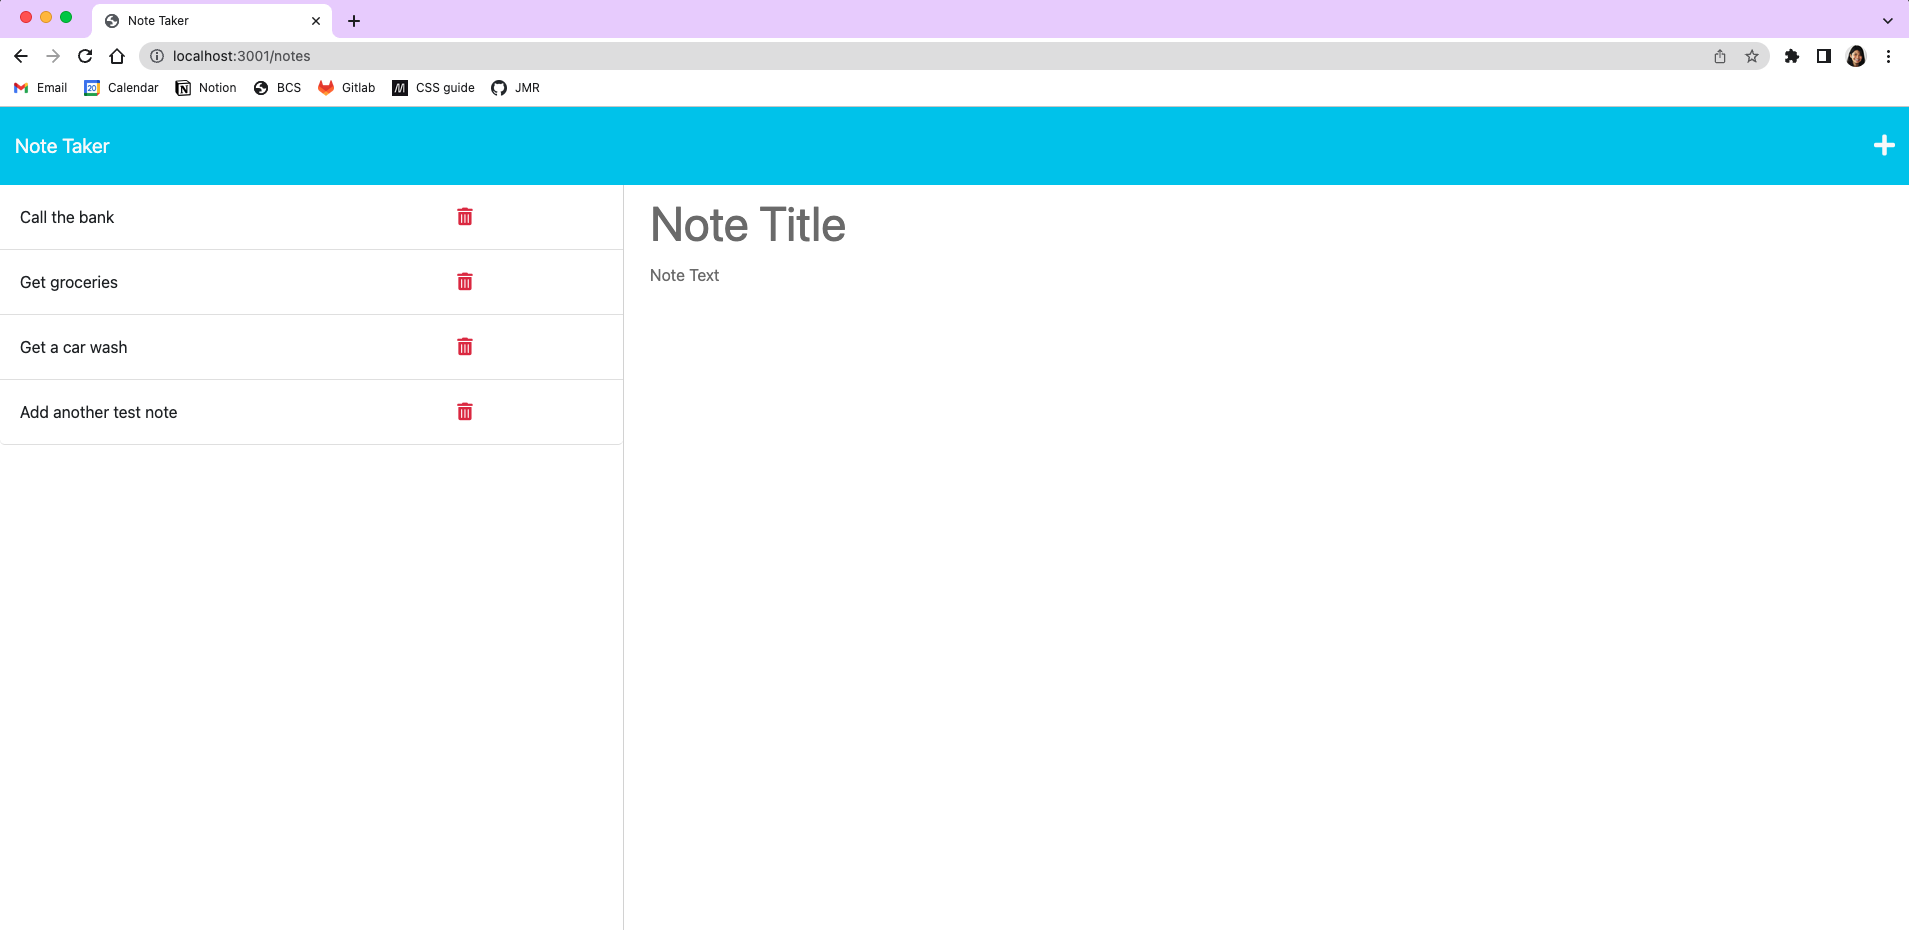 Note Taker
localhost:3001/notes
Email 20 Calendar Notion BCS Gitlab CSS guide JMR
Note Taker
Call the bank
Get groceries
Get a car wash
Add another test note
Note Title
Note Text